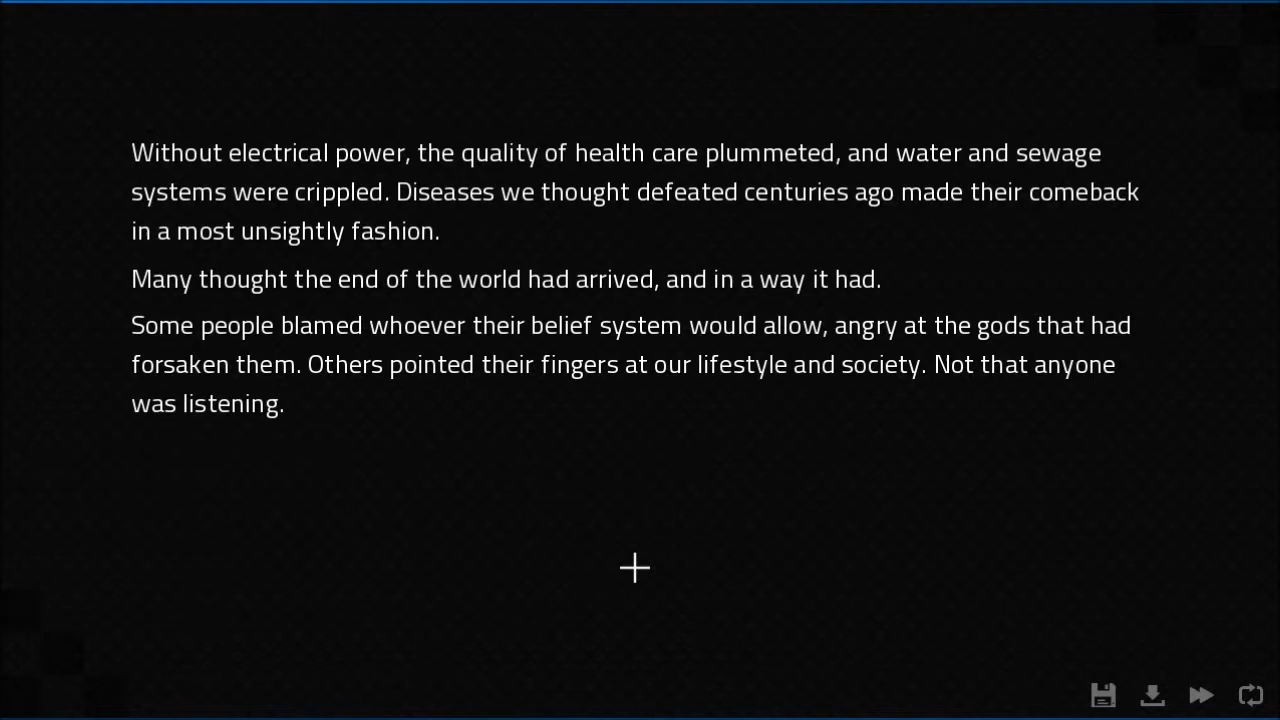 Without electrical power, the quality of health care plummeted, and water and sewage
systems were crippled. Diseases we thought defeated centuries ago made their comeback
in a most unsightly fashion.
Many thought the end of the world had arrived, and in a way it had.
Some people blamed whoever their belief system would allow, angry at the gods that had
forsaken them. Others pointed their fingers at our lifestyle and society. Not that anyone
was listening.